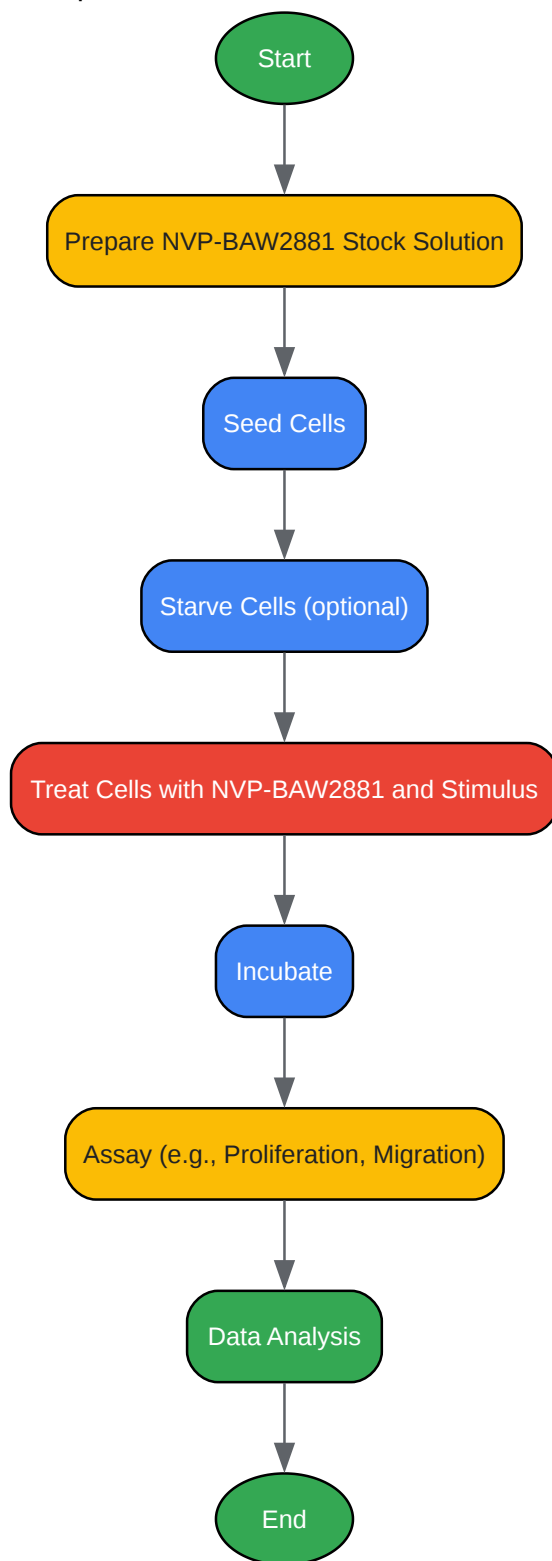 Start
Prepare NVP-BAW2881 Stock Solution
Seed Cells
Starve Cells (optional)
Treat Cells with NVP-BAW2881 and Stimulus
Incubate
Assay (e.g., Proliferation, Migration)
Data Analysis
End